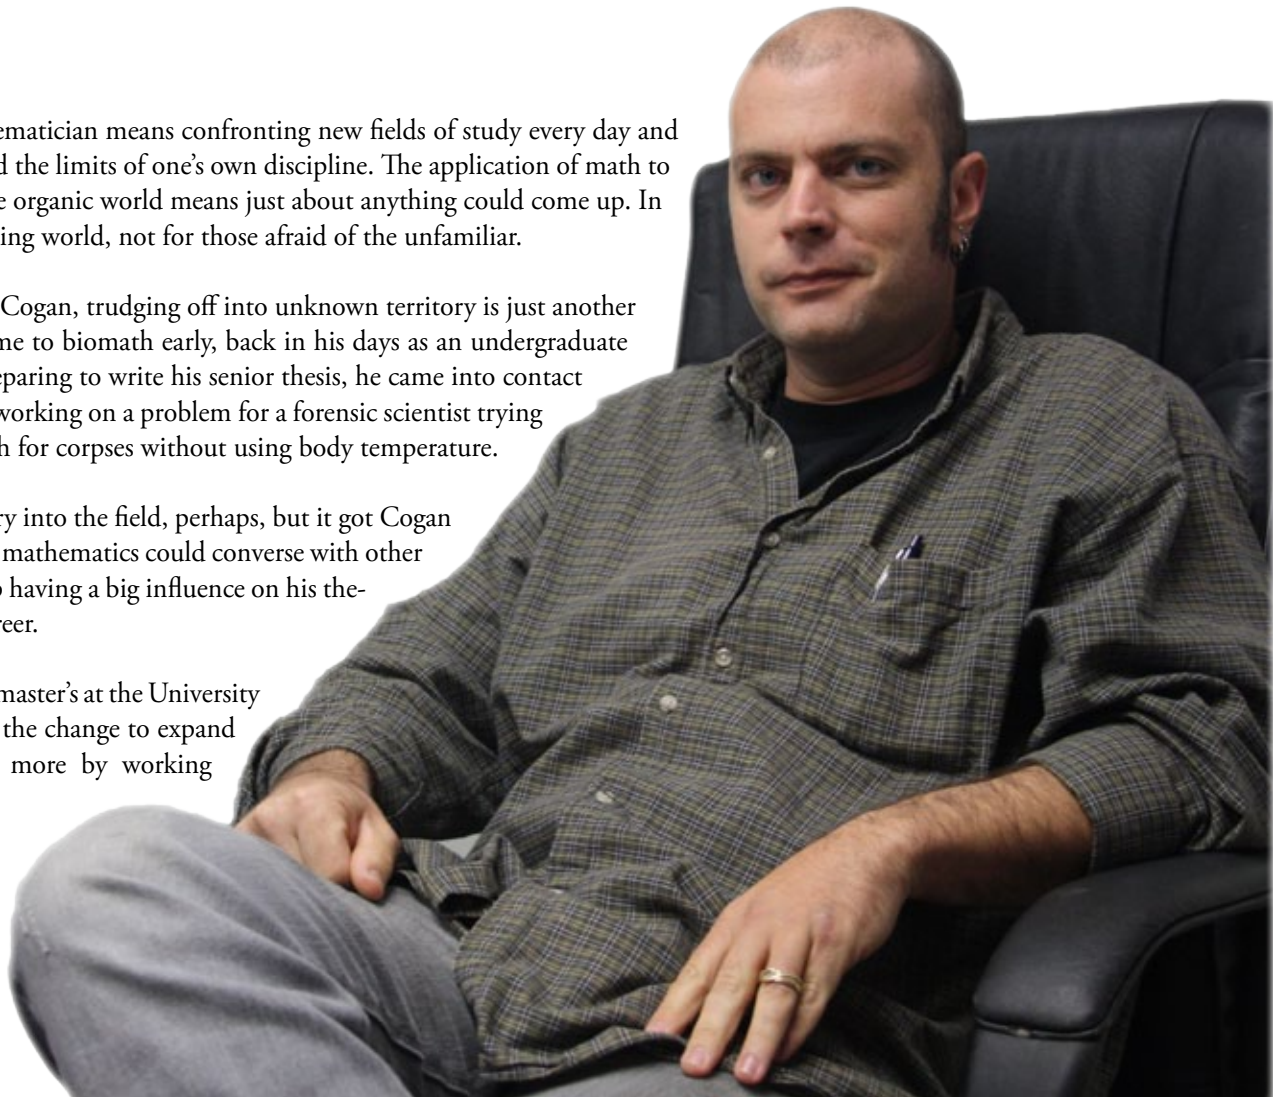 ematician means confronting new fields of study every day and
d the limits of one’s own discipline. The application of math to
e organic world means just about anything could come up. In
ing world, not for those afraid of the unfamiliar.
Cogan, trudging off into unknown territory is just another
me to biomath early, back in his days as an undergraduate
eparing to write his senior thesis, he came into contact
working on a problem for a forensic scientist trying
h for corpses without using body temperature.
ry into the field, perhaps, but it got Cogan
mathematics could converse with other
o having a big influence on his the-
reer.
master’s at the University
the change to expand
more by working